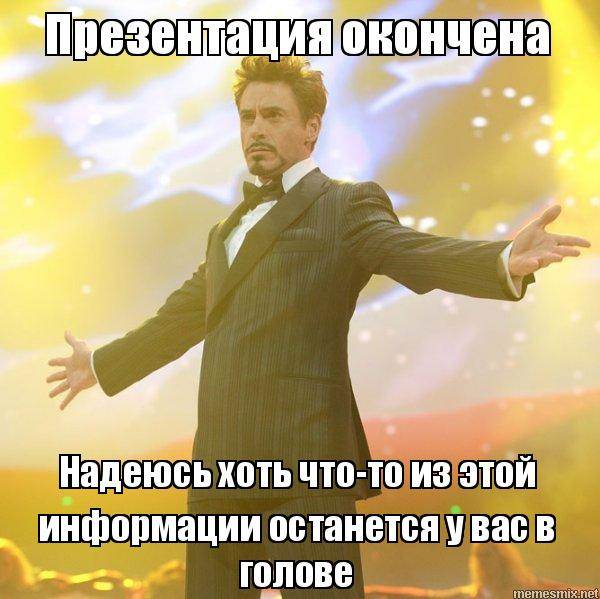 Презентация окончена
Надеюсь хоть что-то из этой
информации останется у вас в
голове
memesmix.net